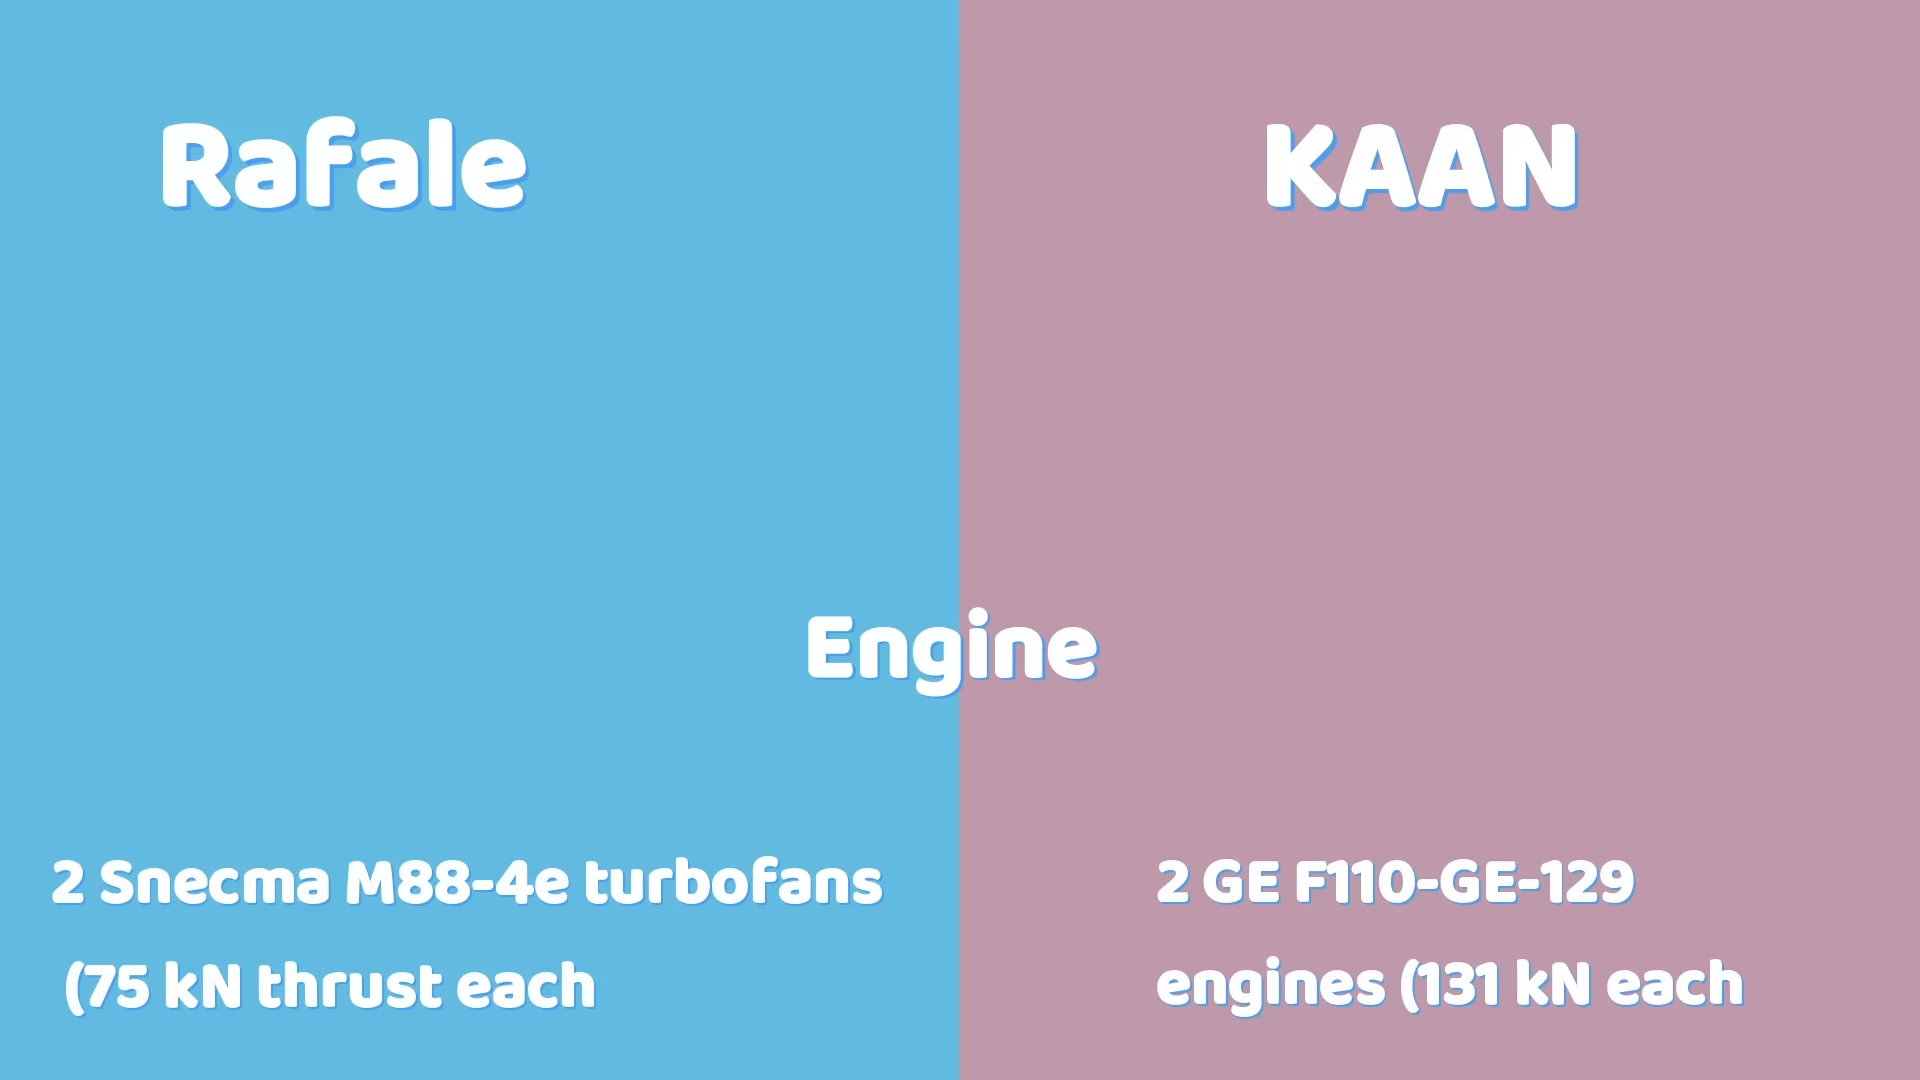 Rafale
KAAN
Engine
2 Snecma M88-4e turbofans
(75 kN thrust each
2 GE F110-GE-129
engines (131 kN each